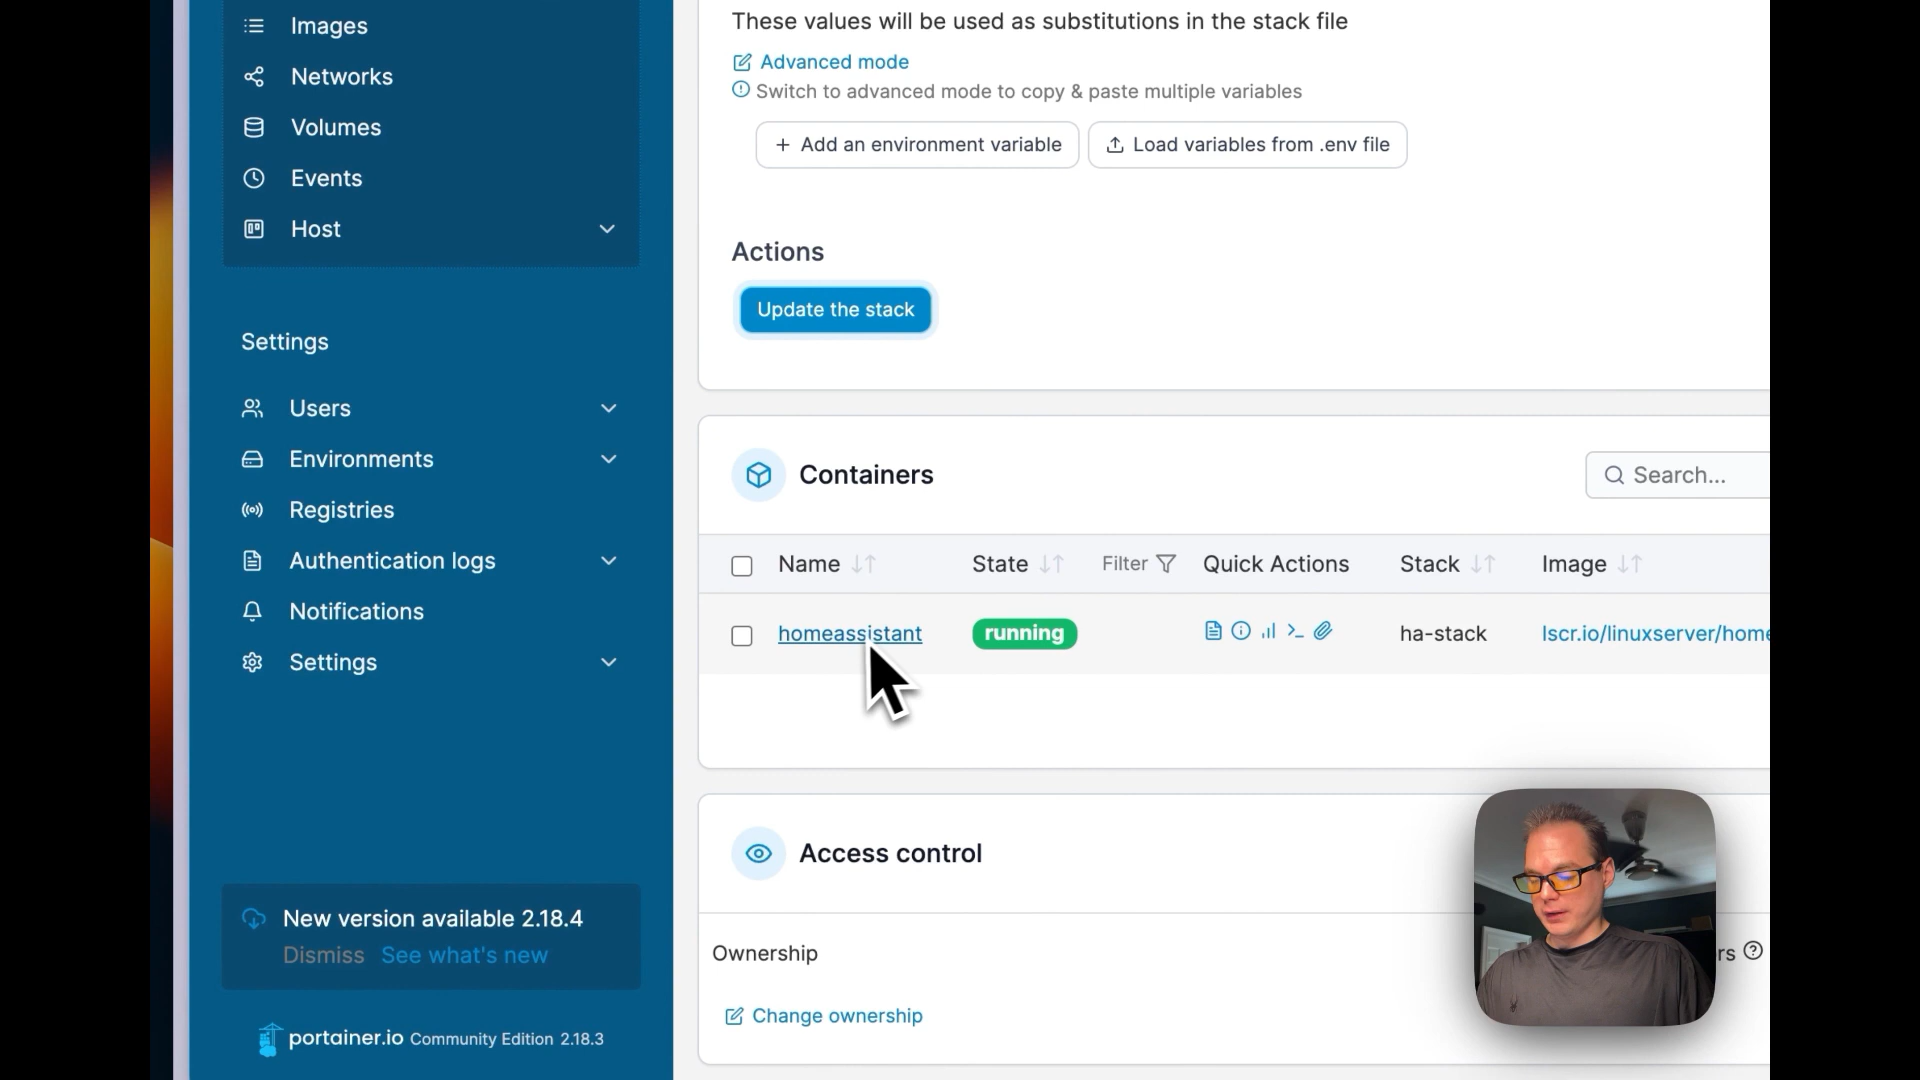 Images
Networks
Volumes
Events
Host
Settings
Users
Environments
Registries
Authentication logs
Notifications
Settings
New version available 2.18.4
Dismiss See what's new
portainer.io Community Edition 2.18.3
These values will be used as substitutions in the stack file
Advanced mode
Switch to advanced mode to copy & paste multiple variables
+ Add an environment variable
Load variables from .env file
Actions
Update the stack
Containers
Search...
Name State Filter Quick Actions Stack Image
homeassistant running ha-stack lscr.io/linuxserver/home
Access control
Ownership
rs
Change ownership